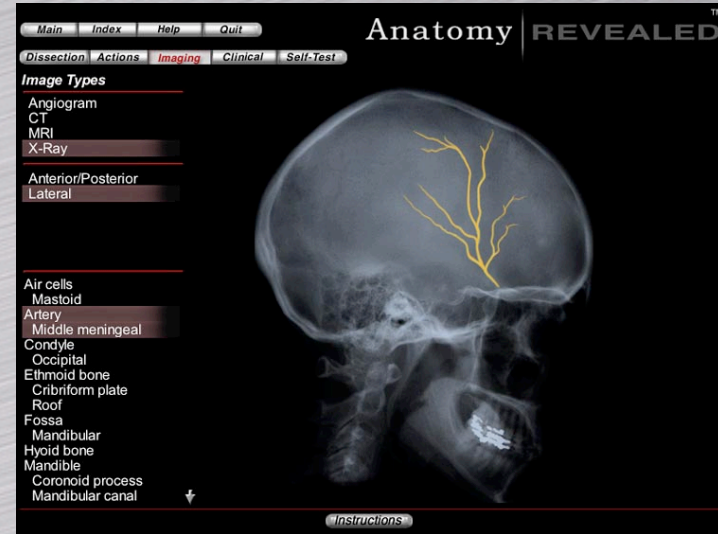 Main Index Help Quit
Anatomy REVEALED™
Dissection Actions Imaging Clinical Self-Test
Image Types
Angiogram
CT
MRI
X-Ray
Anterior/Posterior
Lateral
Air cells
Mastoid
Artery
Middle meningeal
Condyle
Occipital
Ethmoid bone
Cribriform plate
Roof
Fossa
Mandibular
Hyoid bone
Mandible
Coronoid process
Mandibular canal
Instructions